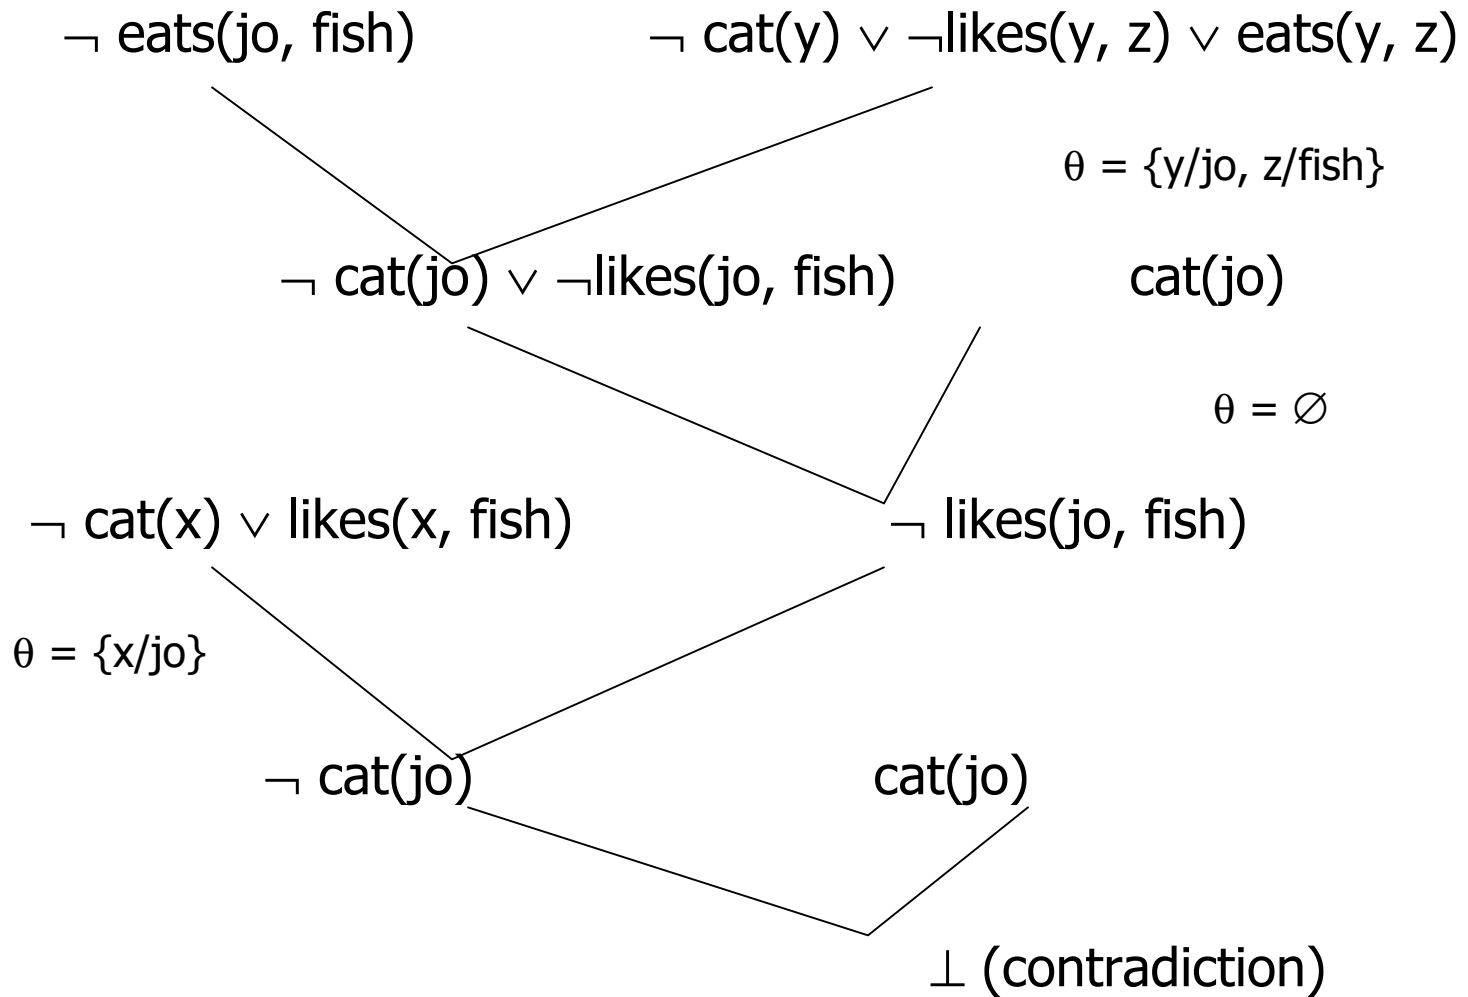 ¬ eats(jo, fish) ¬ cat(y) ∨ ¬likes(y, z) ∨ eats(y, z)
θ = {y/jo, z/fish}
¬ cat(jo) ∨ ¬likes(jo, fish) cat(jo)
θ = ∅
¬ cat(x) ∨ likes(x, fish) ¬ likes(jo, fish)
θ = {x/jo}
¬ cat(jo) cat(jo)
⊥ (contradiction)